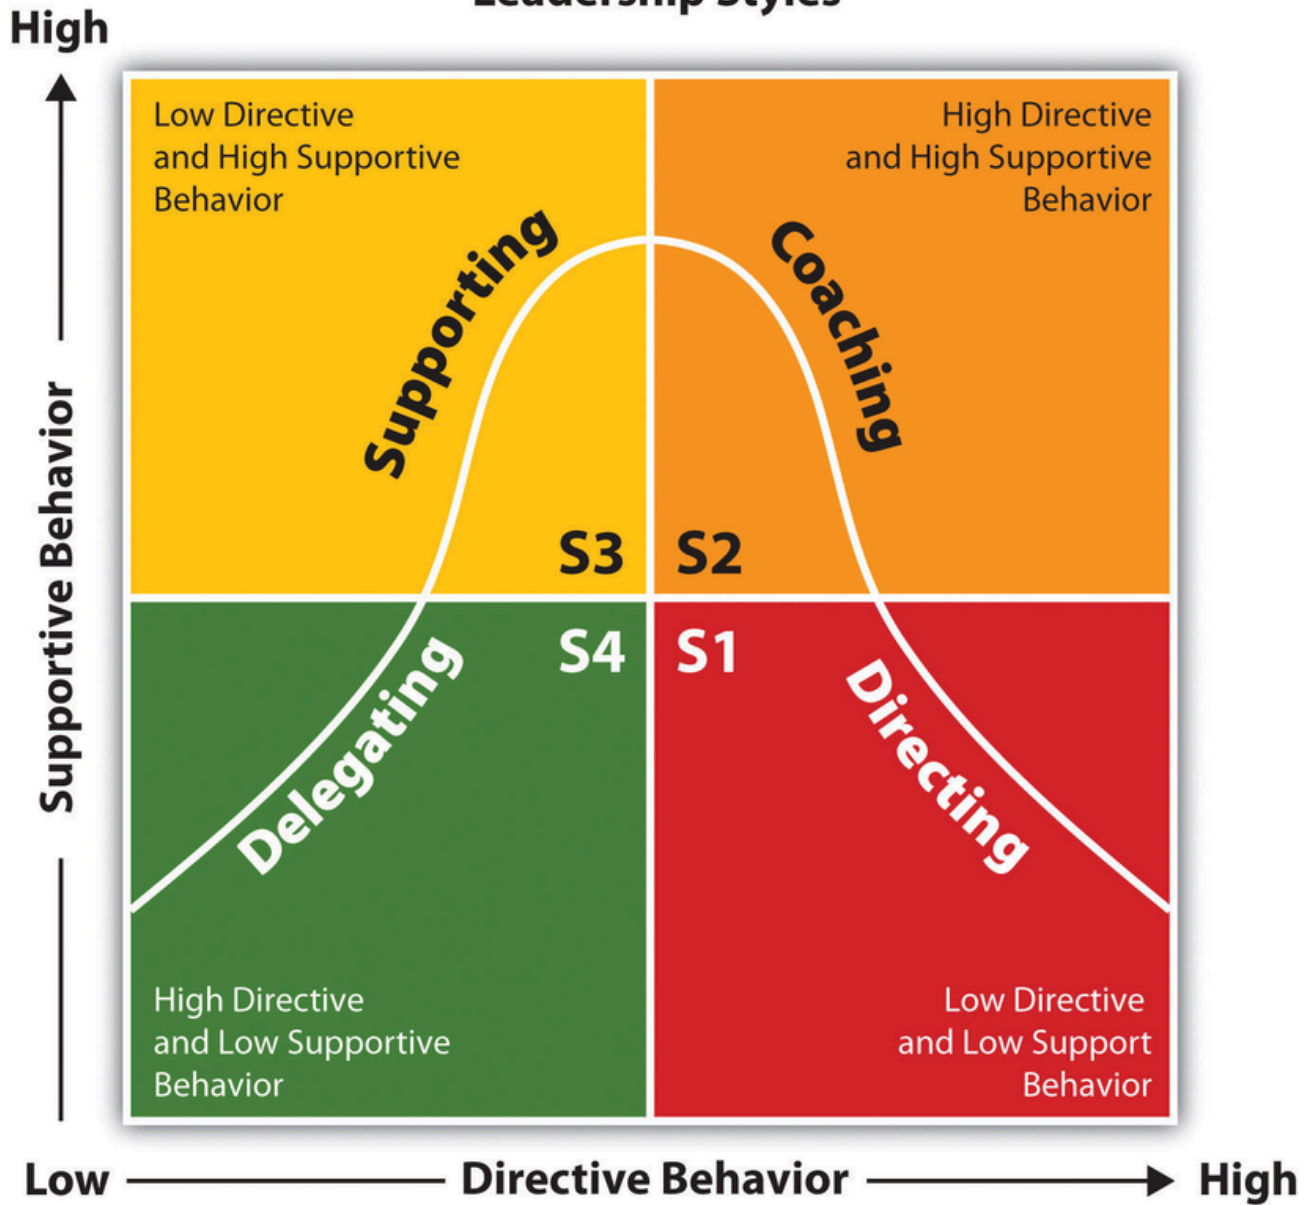 Leadership Styles
High
Low Directive
and High Supportive
Behavior
High Directive
and High Supportive
Behavior
Supporting
Coaching
S3
S2
Supportive Behavior
S4
S1
Delegating
Directing
High Directive
and Low Supportive
Behavior
Low Directive
and Low Support
Behavior
Low
Directive Behavior
High